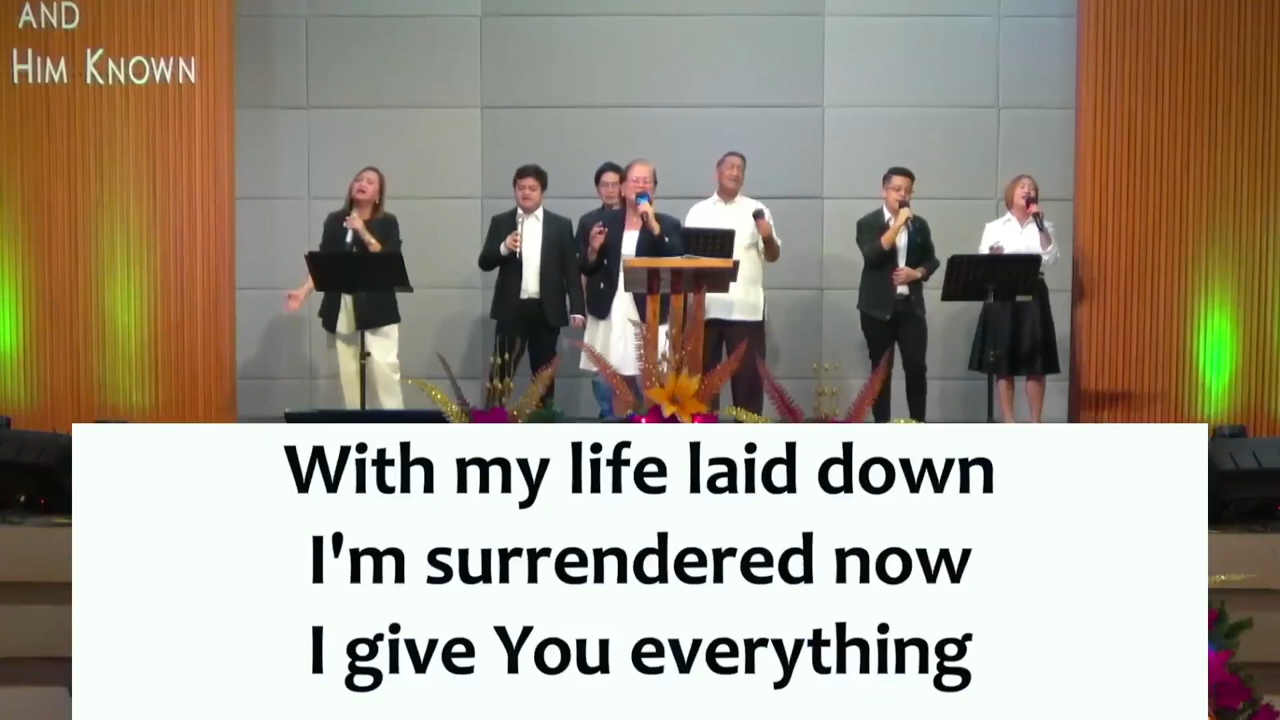 AND
HIM KNOWN
With my life laid down
I'm surrendered now
I give You everything